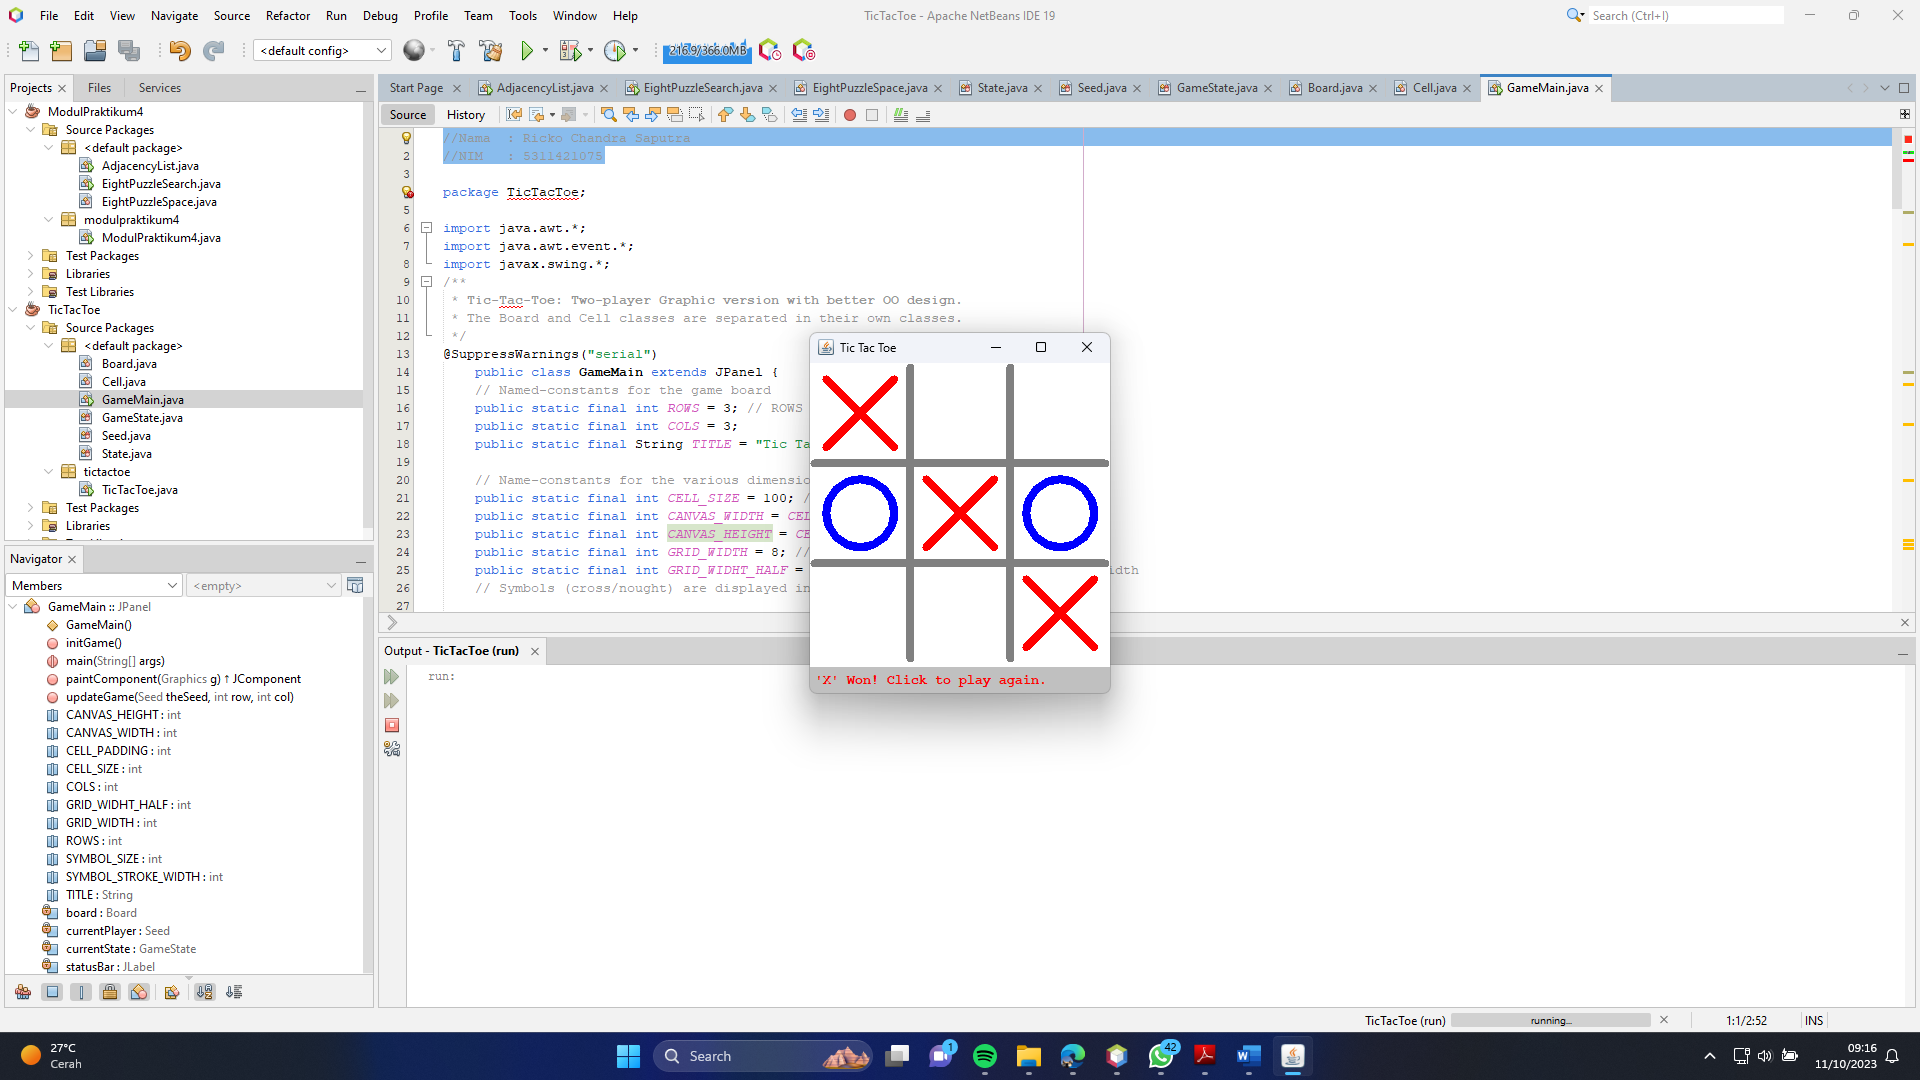 File Edit View Navigate Source Refactor Run Debug Profile Team Tools Window Help
TicTacToe - Apache NetBeans IDE 19
Search (Ctrl+I)
<default config>
216.9/366.0MB
Projects Files Services
ModulPraktikum4
Source Packages
<default package>
AdjacencyList.java
EightPuzzleSearch.java
EightPuzzleSpace.java
modulpraktikum4
ModulPraktikum4.java
Test Packages
Libraries
Test Libraries
TicTacToe
Source Packages
<default package>
Board.java
Cell.java
GameMain.java
GameState.java
Seed.java
State.java
tictactoe
TicTacToe.java
Test Packages
Libraries
Navigator
Members
<empty>
GameMain :: JPanel
GameMain()
initGame()
main(String[] args)
paintComponent(Graphics g) ↑ JComponent
updateGame(Seed theSeed, int row, int col)
CANVAS_HEIGHT : int
CANVAS_WIDTH : int
CELL_PADDING : int
CELL_SIZE : int
COLS : int
GRID_WIDHT_HALF : int
GRID_WIDTH : int
ROWS : int
SYMBOL_SIZE : int
SYMBOL_STROKE_WIDTH : int
TITLE : String
board : Board
currentPlayer : Seed
currentState : GameState
statusBar : JLabel
Start Page AdjacencyList.java EightPuzzleSearch.java EightPuzzleSpace.java State.java Seed.java GameState.java Board.java Cell.java GameMain.java
Source History
//Nama  : Ricko Chandra Saputra
2 //NIM   : 5311421075
3
package TicTacToe;
5
6 import java.awt.*;
7 import java.awt.event.*;
8 import javax.swing.*;
9 /**
10 * Tic-Tac-Toe: Two-player Graphic version with better OO design.
11 * The Board and Cell classes are separated in their own classes.
12 */
13 @SuppressWarnings("serial")
14 public class GameMain extends JPanel {
15 // Named-constants for the game board
16 public static final int ROWS = 3; // ROWS
17 public static final int COLS = 3;
18 public static final String TITLE = "Tic Ta
19
20 // Name-constants for the various dimensio
21 public static final int CELL_SIZE = 100; /
22 public static final int CANVAS_WIDTH = CEL
23 public static final int CANVAS_HEIGHT = CE
24 public static final int GRID_WIDTH = 8; //
25 public static final int GRID_WIDHT_HALF = idth
26 // Symbols (cross/nought) are displayed in
27
Tic Tac Toe
'X' Won! Click to play again.
Output - TicTacToe (run)
run:
TicTacToe (run) running... 1:1/2:52 INS
27°C
Cerah
Search
1
42
09:16
11/10/2023